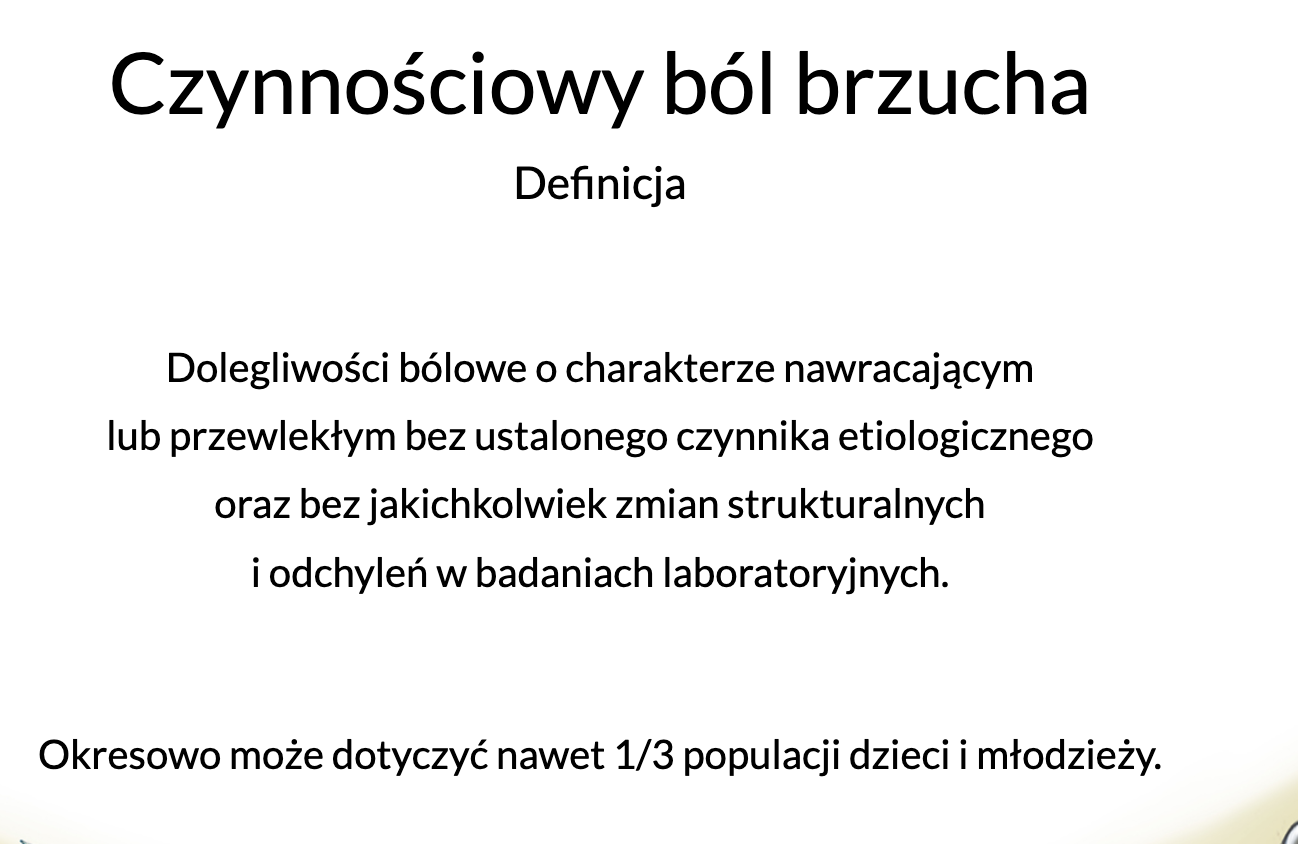 Czynnościowy ból brzucha
Definicja
Dolegliwości bólowe o charakterze nawracającym
lub przewlekłym bez ustalonego czynnika etiologicznego
oraz bez jakichkolwiek zmian strukturalnych
i odchyleń w badaniach laboratoryjnych.
Okresowo może dotyczyć nawet 1/3 populacji dzieci i młodzieży.